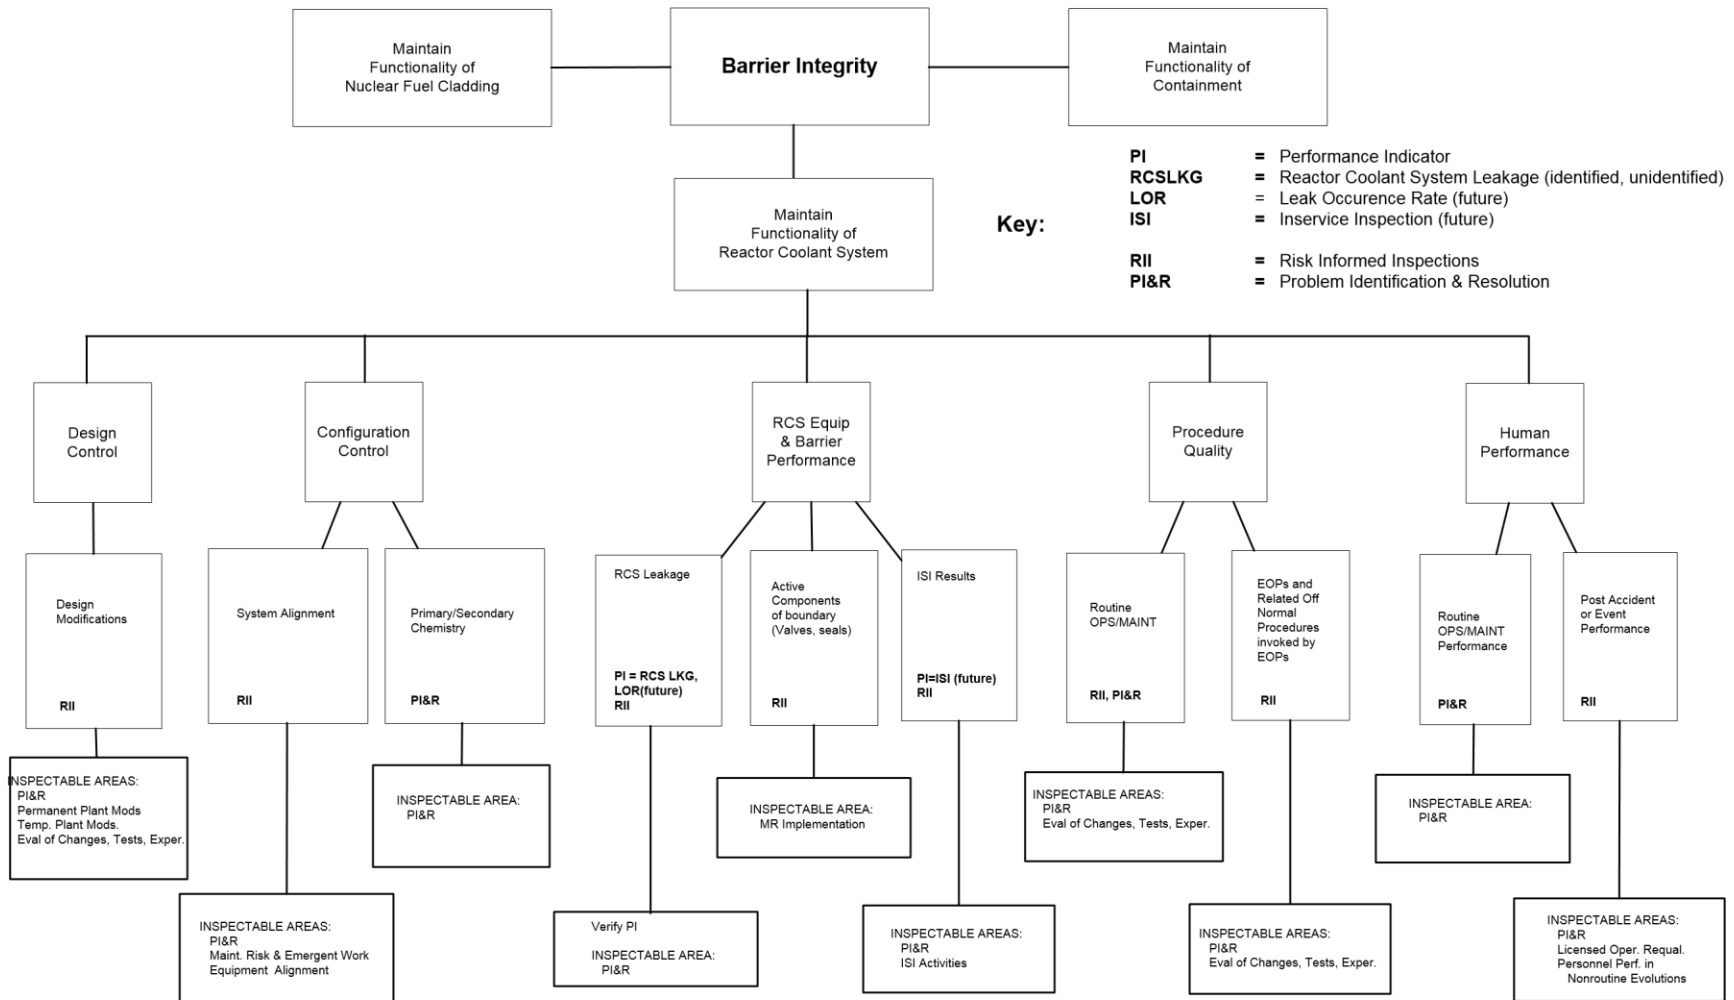 Maintain
Functionality of
Nuclear Fuel Cladding
Barrier Integrity
Maintain
Functionality of
Containment
Key:
PI = Performance Indicator
RCSLKG = Reactor Coolant System Leakage (identified, unidentified)
LOR = Leak Occurence Rate (future)
ISI = Inservice Inspection (future)
RII = Risk Informed Inspections
PI&R = Problem Identification & Resolution
Maintain
Functionality of
Reactor Coolant System
Design
Control
Configuration
Control
RCS Equip
& Barrier
Performance
Procedure
Quality
Human
Performance
Design
Modifications
RII
System Alignment
RII
Primary/Secondary
Chemistry
PI&R
RCS Leakage
PI = RCS LKG,
LOR(future)
RII
Active
Components
of boundary
(Valves, seals)
RII
ISI Results
PI=ISI (future)
RII
Routine
OPS/MAINT
RII, PI&R
EOPs and
Related Off
Normal
Procedures
invoked by
EOPs
RII
Routine
OPS/MAINT
Performance
PI&R
Post Accident
or Event
Performance
RII
INSPECTABLE AREAS:
PI&R
Permanent Plant Mods
Temp. Plant Mods.
Eval of Changes, Tests, Exper.
INSPECTABLE AREAS:
PI&R
Maint. Risk & Emergent Work
Equipment Alignment
INSPECTABLE AREA:
PI&R
Verify PI
INSPECTABLE AREA:
PI&R
INSPECTABLE AREA:
MR Implementation
INSPECTABLE AREAS:
PI&R
ISI Activities
INSPECTABLE AREAS:
PI&R
Eval of Changes, Tests, Exper.
INSPECTABLE AREAS:
PI&R
Eval of Changes, Tests, Exper.
INSPECTABLE AREA:
PI&R
INSPECTABLE AREAS:
PI&R
Licensed Oper. Requal.
Personnel Perf. in
Nonroutine Evolutions